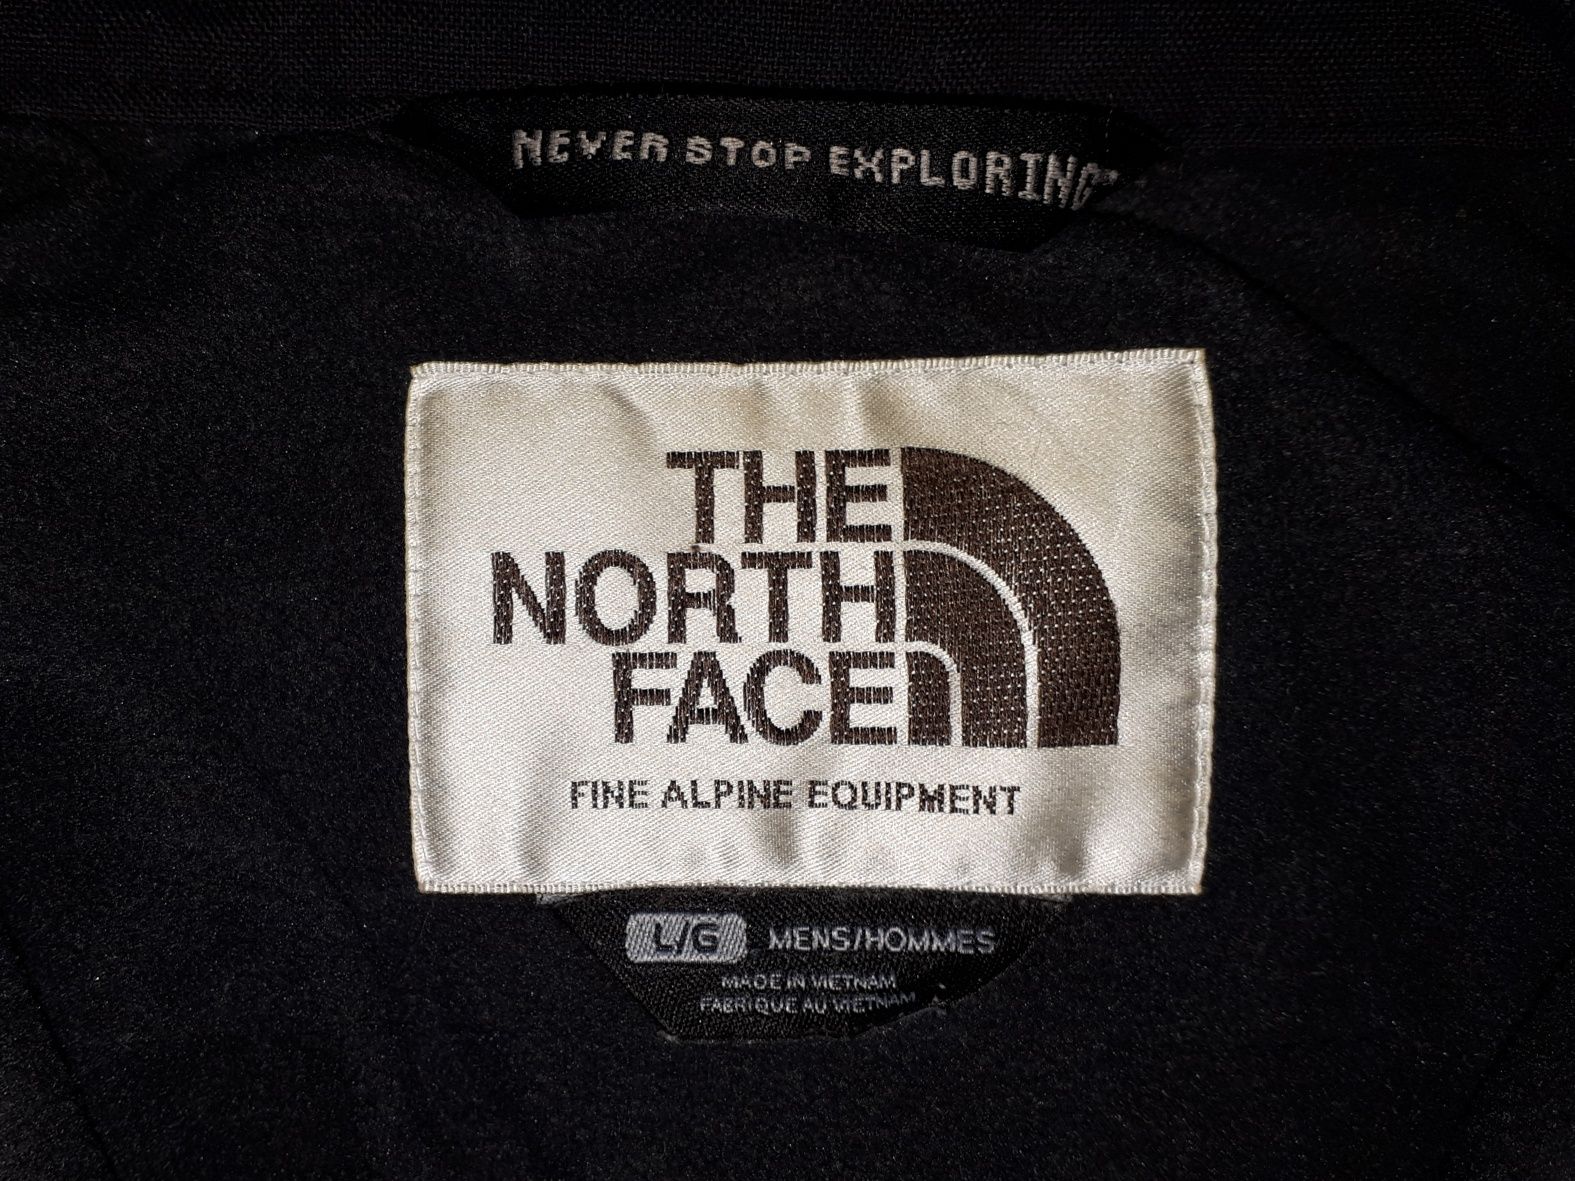 NEVER STOP EXPLORING
THE
NORTH
FACE
FINE ALPINE EQUIPMENT
L/G MENS/HOMMES
MADE IN VIETNAM
FABRIQUE AU VIETNAM